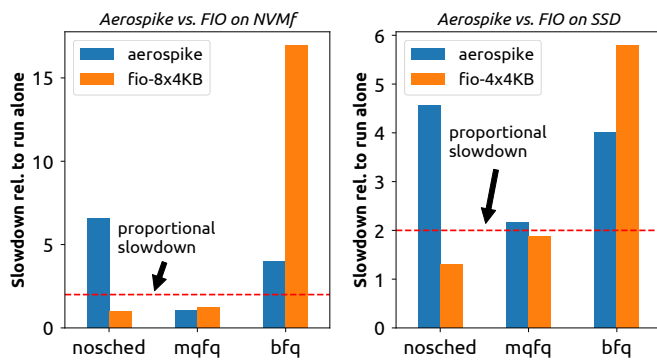 Aerospike vs. FIO on NVMf
Slowdown rel. to run alone
15
10
5
0
aerospike
fio-8x4KB
proportional
slowdown
nosched mqfq bfq
Aerospike vs. FIO on SSD
Slowdown rel. to run alone
6
5
4
3
2
1
0
aerospike
fio-4x4KB
proportional
slowdown
nosched mqfq bfq